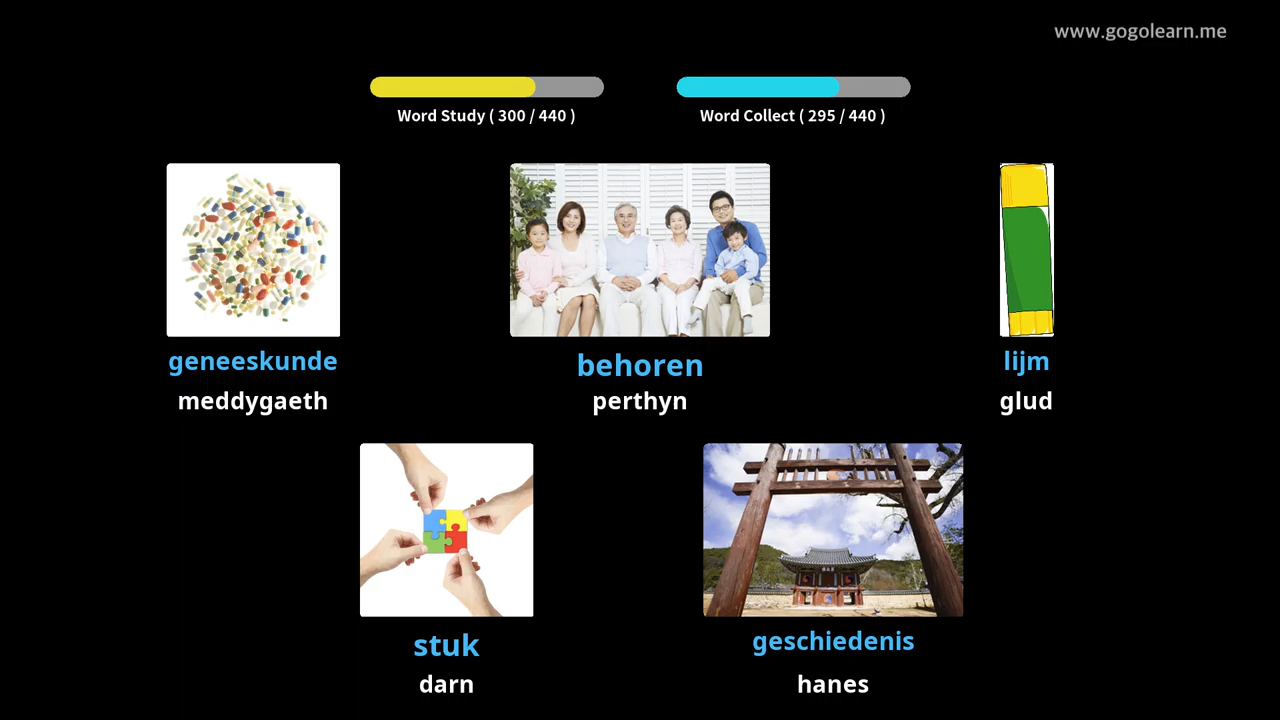 www.gogolearn.me
Word Study ( 300 / 440 )
Word Collect ( 295 / 440 )
geneeskunde
behoren
lijm
meddygaeth
perthyn
glud
stuk
geschiedenis
darn
hanes